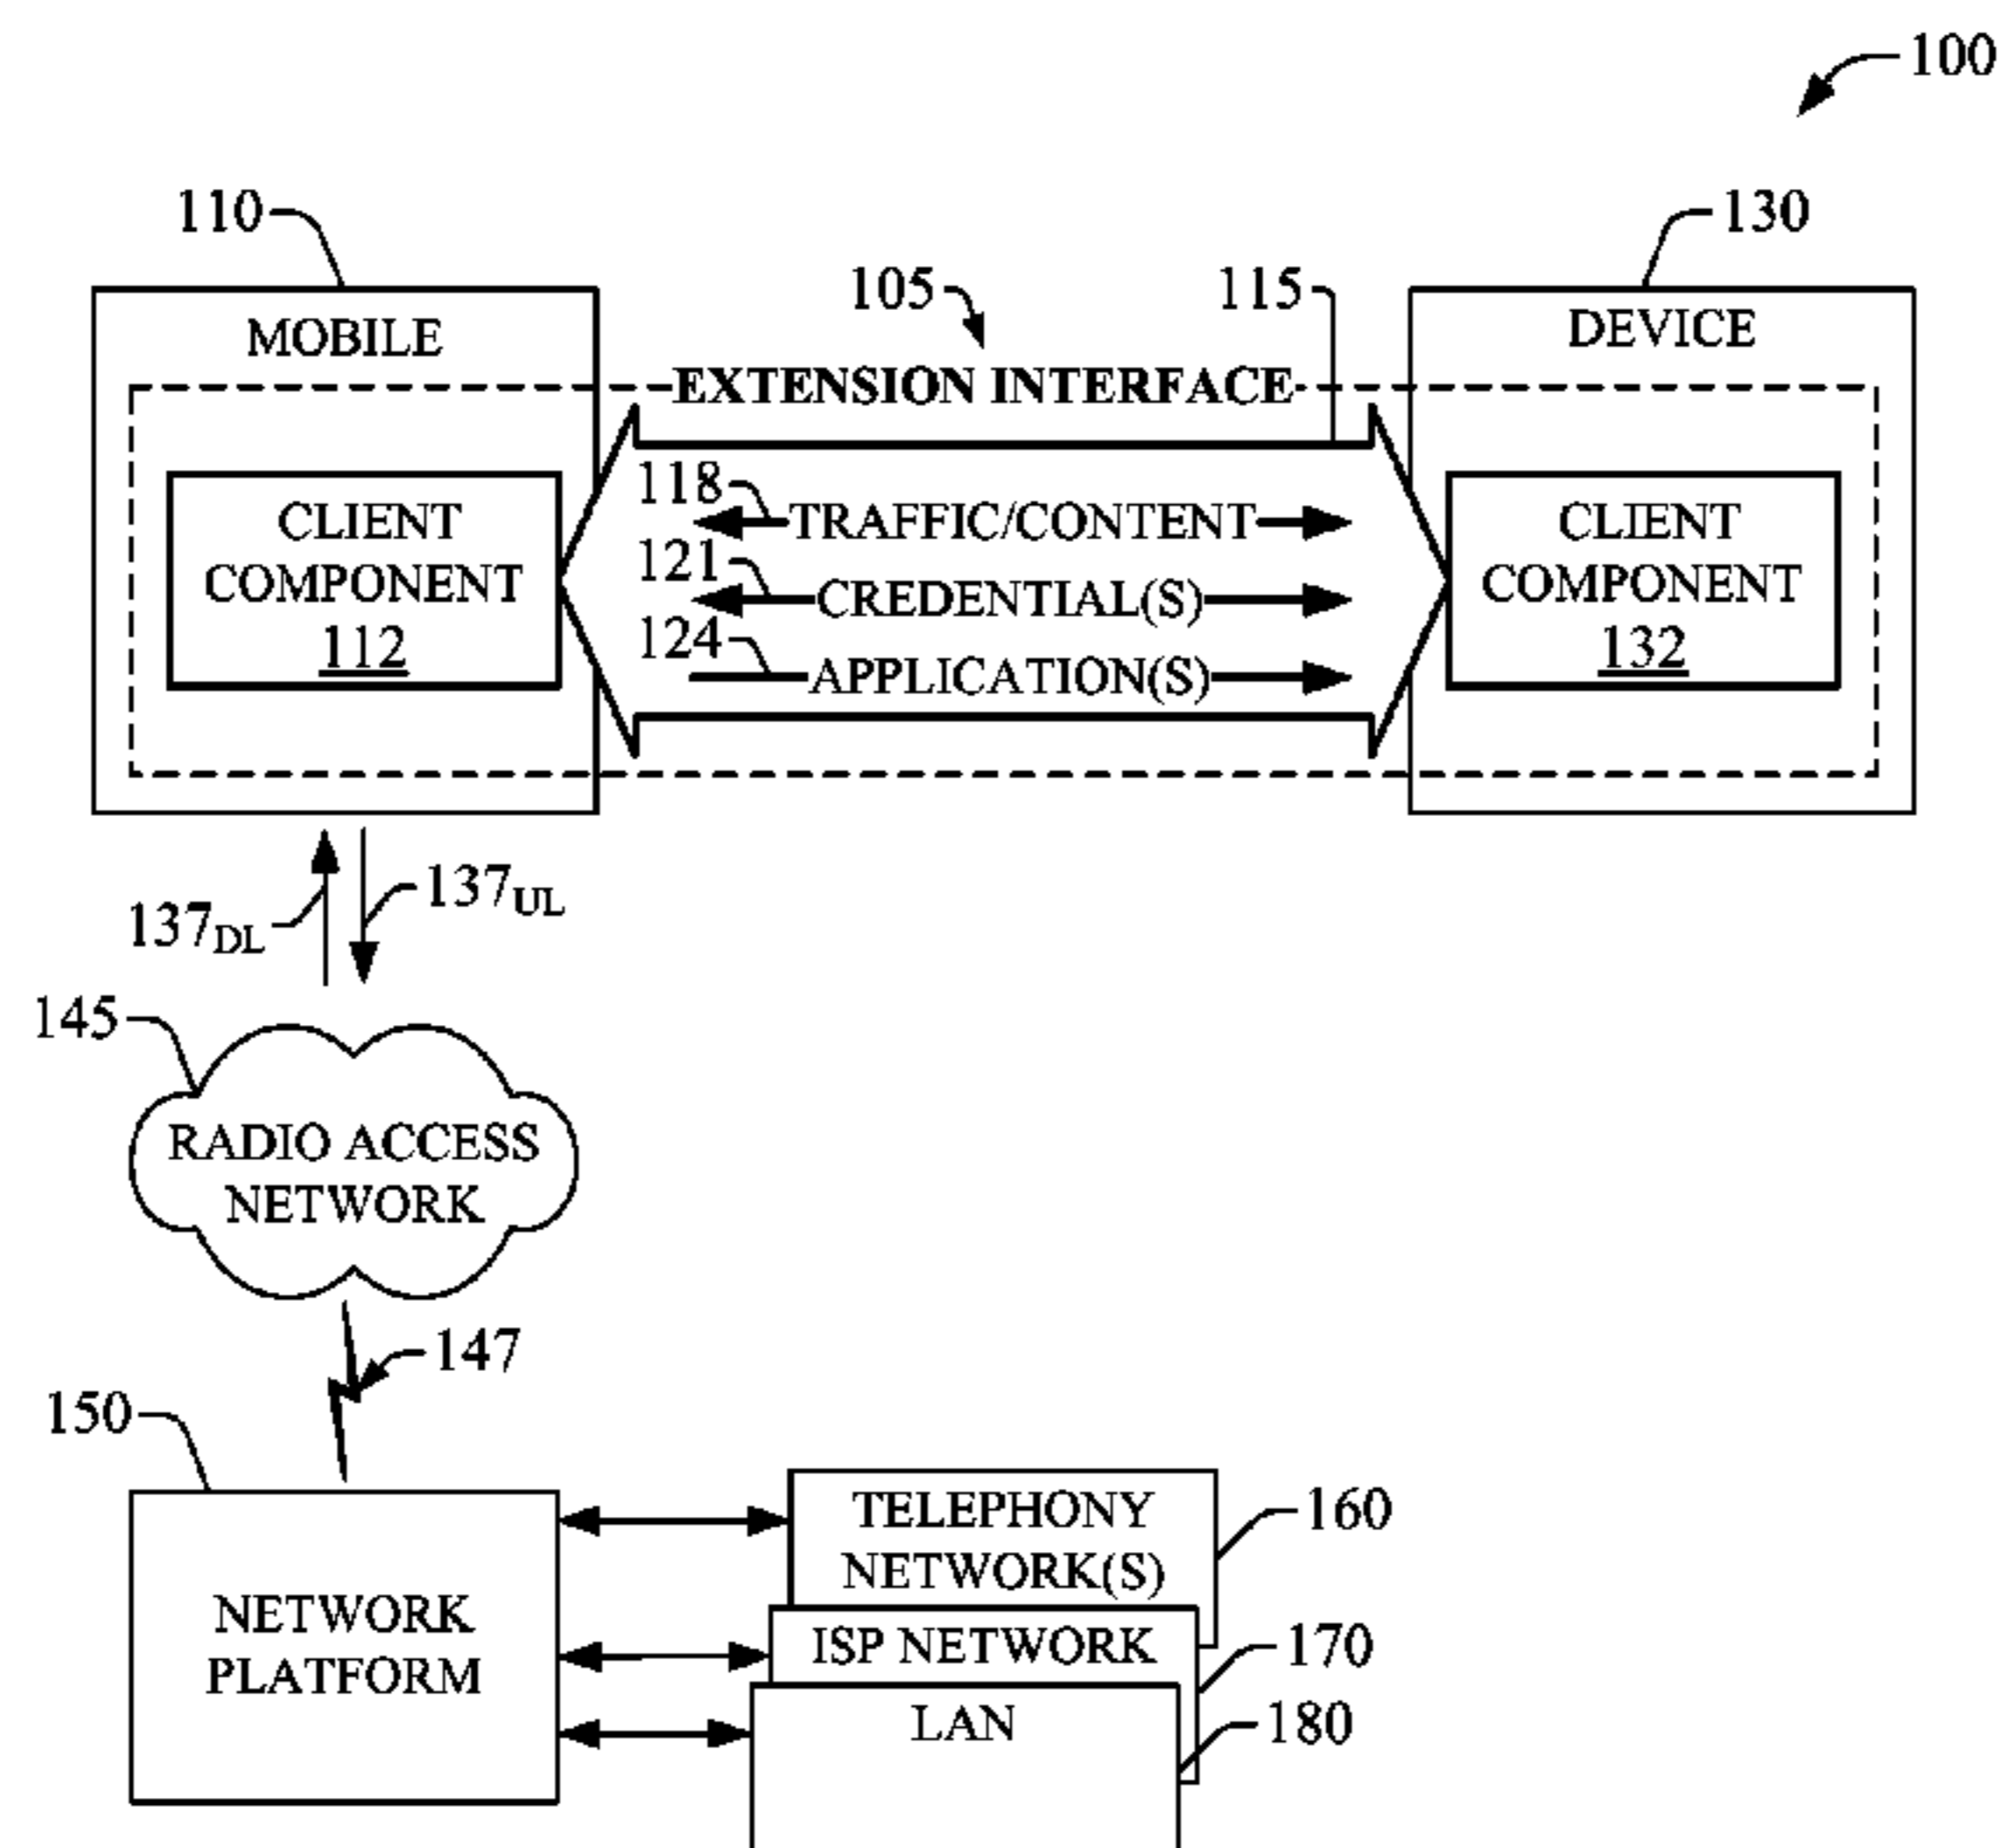 100
110
130
105
115
MOBILE
DEVICE
EXTENSION INTERFACE
118
TRAFFIC/CONTENT
121
CREDENTIAL(S)
124
APPLICATION(S)
CLIENT
COMPONENT
112
CLIENT
COMPONENT
132
137DL
137UL
145
RADIO ACCESS
NETWORK
147
150
NETWORK
PLATFORM
TELEPHONY
NETWORK(S)
160
ISP NETWORK
170
LAN
180